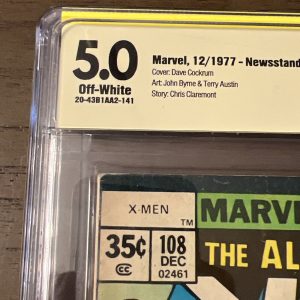 5.0
Off-White
20-43B1AA2-141
Marvel, 12/1977 - Newsstand
Cover: Dave Cockrum
Art: John Byrne & Terry Austin
Story: Chris Claremont
X-MEN
TM
35¢
CC
108
DEC
02461
MARVEL
THE AL